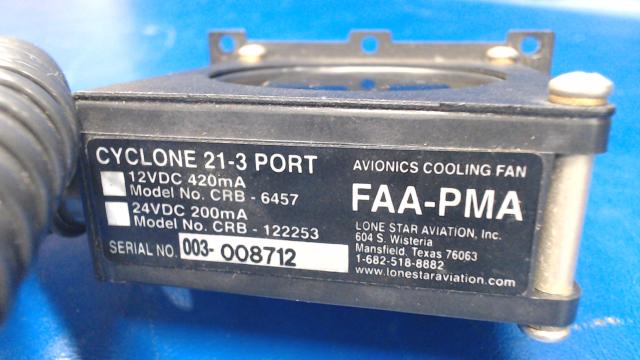 CYCLONE 21-3 PORT
12VDC 420mA
Model No. CRB - 6457
24VDC 200mA
Model No. CRB - 122253
SERIAL NO. 003- 008712
AVIONICS COOLING FAN
FAA-PMA
LONE STAR AVIATION, Inc.
604 S. Wisteria
Mansfield, Texas 76063
1-682-518-8882
www.lonestaraviation.com